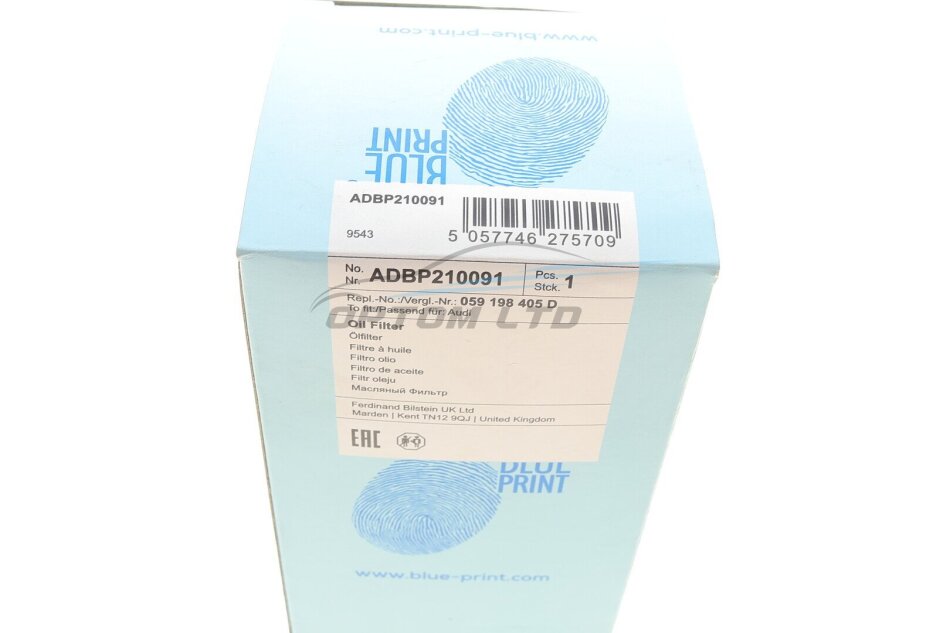 www.blue-print.com
BLUE
PRINT
ADBP210091
9543
5 057746 275709
No.
Nr. ADBP210091
Pcs.
Stck. 1
Repl.-No.:/Vergl.-Nr.: 059 198 405 D
To fit:/Passend für: Audi
OPTOM LTD
Oil Filter
Ölfilter
Filtre à huile
Filtro olio
Filtro de aceite
Filtr oleju
Масляный Фильтр
Ferdinand Bilstein UK Ltd
Marden | Kent TN12 9QJ | United Kingdom
EAC
BLUE
PRINT
www.blue-print.com